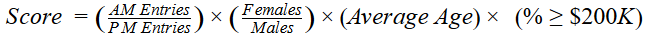 Score = (AM Entries / PM Entries) × (Females / Males) × (Average Age) × (% ≥ $200K)